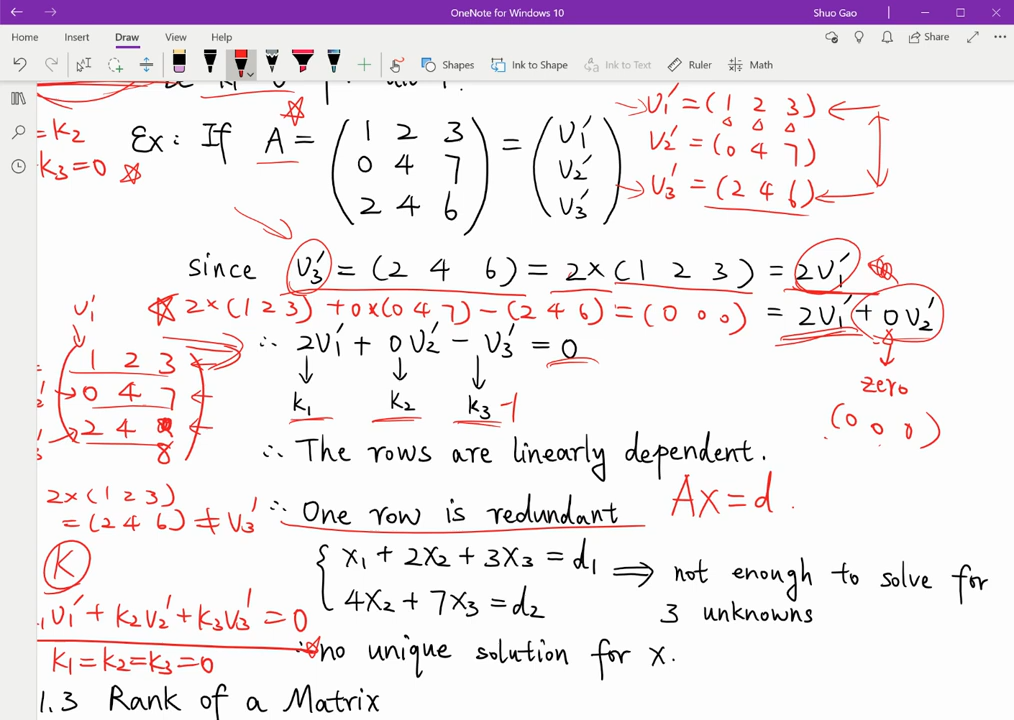 OneNote for Windows 10
Shuo Gao
Home Insert Draw View Help
Share
Shapes Ink to Shape Ink to Text Ruler Math
= K2
K3 = 0
Ex: If A = ( 1 2 3 ) = ( V1' )
0 4 7 V2'
2 4 6 V3'
V1' = (1 2 3)
V2' = (0 4 7)
V3' = (2 4 6)
since V3' = (2 4 6) = 2×(1 2 3) = 2V1'
2×(1 2 3) + 0×(0 4 7) - (2 4 6) = (0 0 0) = 2V1' + 0V2'
∴ 2V1' + 0V2' - V3' = 0
k1 k2 k3 -1
zero
(0 0 0)
V1'
1 2 3
0 4 7
2 4 8
8
∴ The rows are linearly dependent.
2×(1 2 3)
= (2 4 6) ≠ V3'
∴ One row is redundant
AX = d
{ x1 + 2x2 + 3x3 = d1 ⟹ not enough to solve for
4x2 + 7x3 = d2 3 unknowns
K
V1' + K2V2' + K3V3' = 0
K1 = K2 = K3 = 0
no unique solution for x.
1.3 Rank of a Matrix